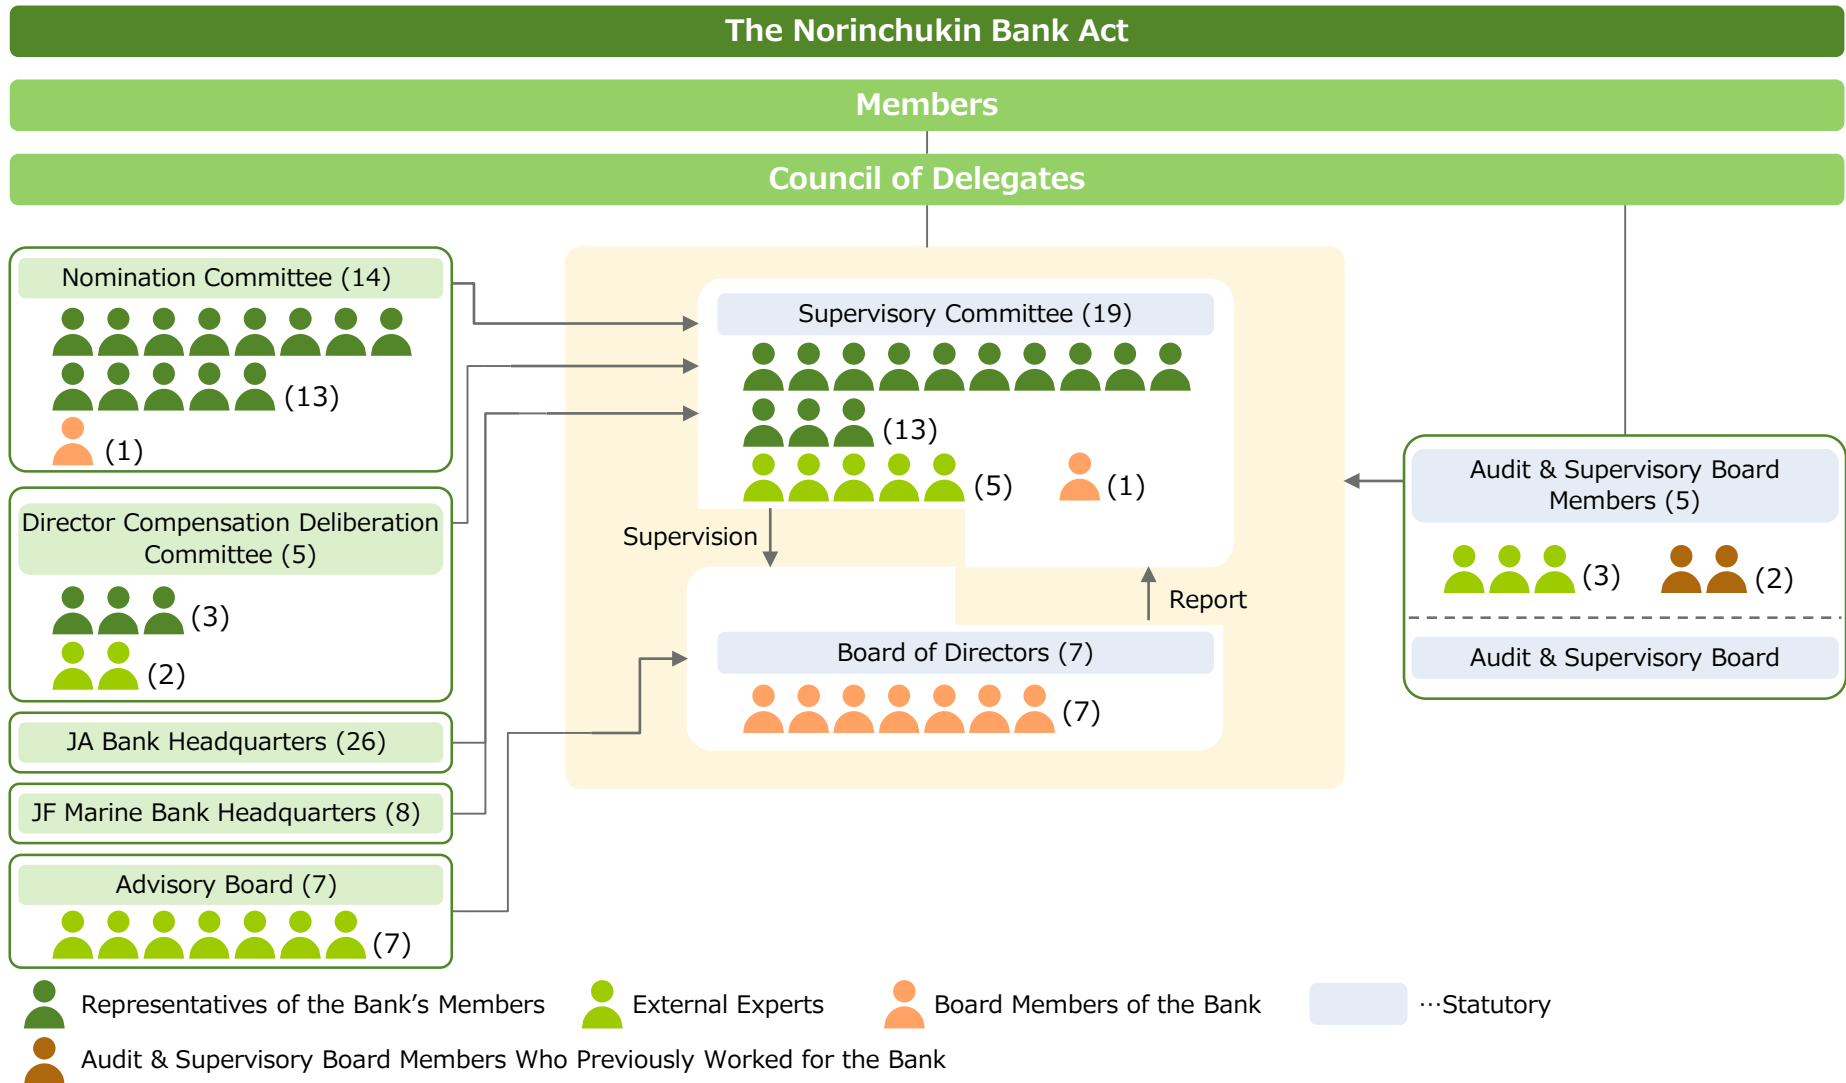 The Norinchukin Bank Act
Members
Council of Delegates
Nomination Committee (14)
(13)
(1)
Director Compensation Deliberation
Committee (5)
(3)
(2)
JA Bank Headquarters (26)
JF Marine Bank Headquarters (8)
Advisory Board (7)
(7)
Supervisory Committee (19)
(13)
(5)
(1)
Supervision
Report
Board of Directors (7)
(7)
Audit & Supervisory Board
Members (5)
(3)
(2)
Audit & Supervisory Board
Representatives of the Bank’s Members
External Experts
Board Members of the Bank
…Statutory
Audit & Supervisory Board Members Who Previously Worked for the Bank